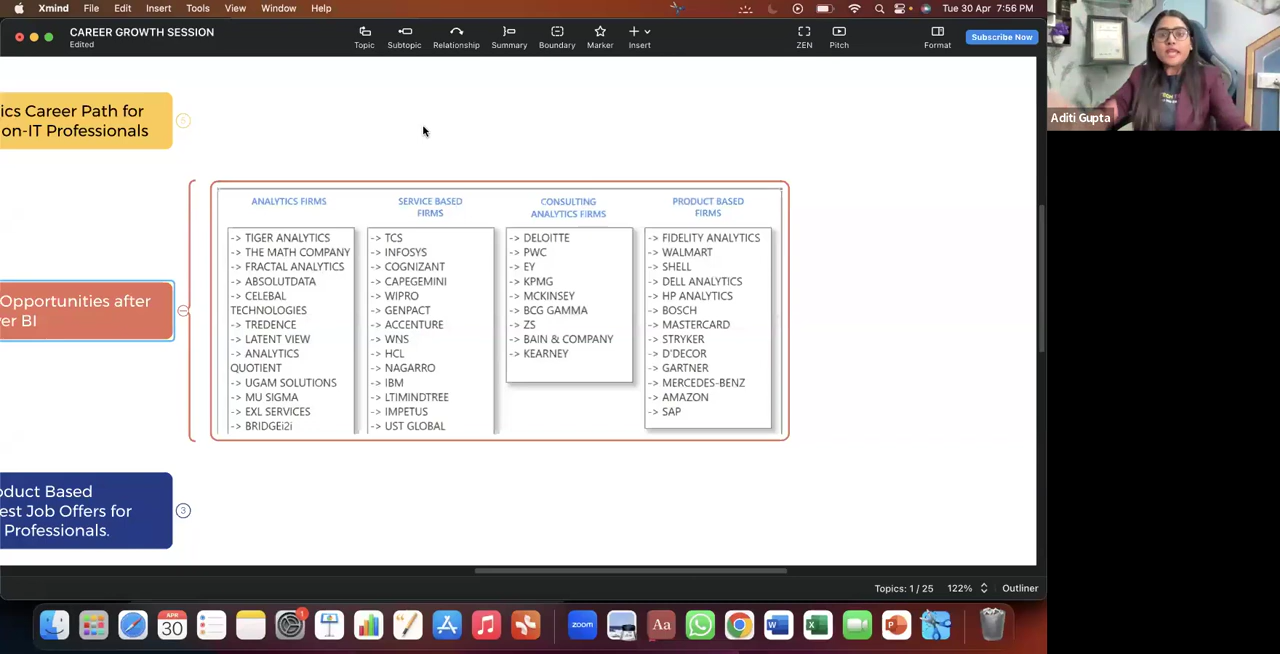 Xmind File Edit Insert Tools View Window Help
Tue 30 Apr 7:56 PM
CAREER GROWTH SESSION
Edited
Topic Subtopic Relationship Summary Boundary Marker Insert ZEN Pitch Format Subscribe Now
Aditi Gupta
ics Career Path for
on-IT Professionals
5
Opportunities after
er BI
ANALYTICS FIRMS
-> TIGER ANALYTICS
-> THE MATH COMPANY
-> FRACTAL ANALYTICS
-> ABSOLUTDATA
-> CELEBAL
TECHNOLOGIES
-> TREDENCE
-> LATENT VIEW
-> ANALYTICS
QUOTIENT
-> UGAM SOLUTIONS
-> MU SIGMA
-> EXL SERVICES
-> BRIDGEi2i
SERVICE BASED
FIRMS
-> TCS
-> INFOSYS
-> COGNIZANT
-> CAPEGEMINI
-> WIPRO
-> GENPACT
-> ACCENTURE
-> WNS
-> HCL
-> NAGARRO
-> IBM
-> LTIMINDTREE
-> IMPETUS
-> UST GLOBAL
CONSULTING
ANALYTICS FIRMS
-> DELOITTE
-> PWC
-> EY
-> KPMG
-> MCKINSEY
-> BCG GAMMA
-> ZS
-> BAIN & COMPANY
-> KEARNEY
PRODUCT BASED
FIRMS
-> FIDELITY ANALYTICS
-> WALMART
-> SHELL
-> DELL ANALYTICS
-> HP ANALYTICS
-> BOSCH
-> MASTERCARD
-> STRYKER
-> D'DECOR
-> GARTNER
-> MERCEDES-BENZ
-> AMAZON
-> SAP
oduct Based
est Job Offers for
Professionals.
3
Topics: 1 / 25 122% Outliner
APR
30
1
zoom
Aa
W
X
P